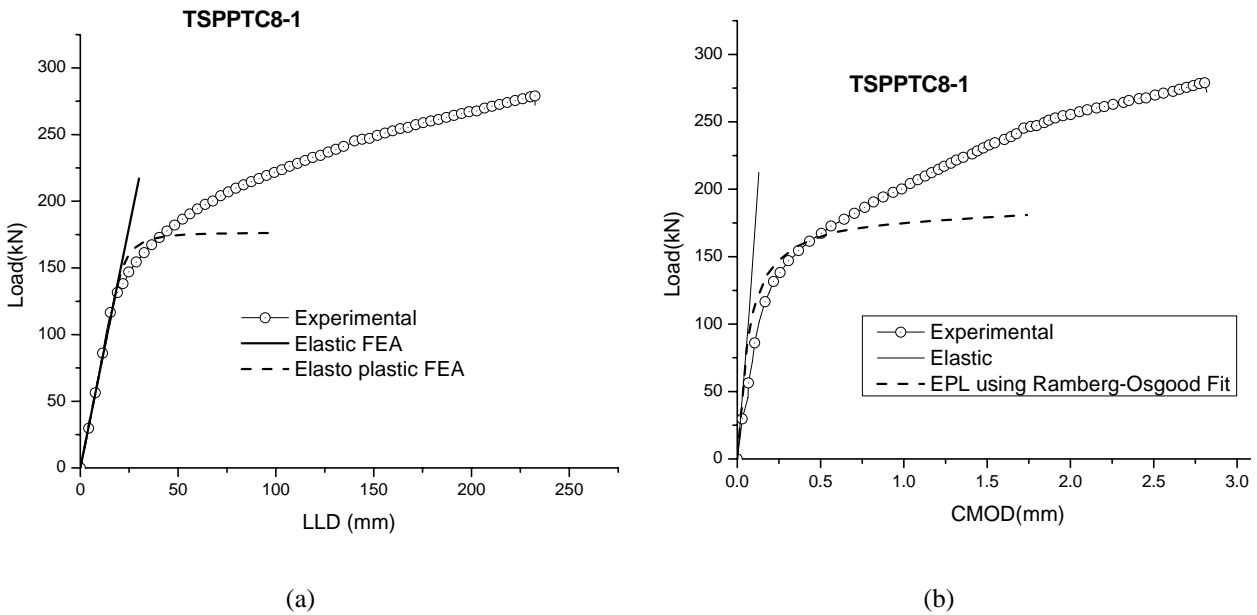 TSPPTC8-1
300
250
200
150
100
50
0
Load(kN)
0
50
100
150
200
250
LLD (mm)
Experimental
Elastic FEA
Elasto plastic FEA
(a)
TSPPTC8-1
300
250
200
150
100
50
0
Load(kN)
0.0
0.5
1.0
1.5
2.0
2.5
3.0
CMOD(mm)
Experimental
Elastic
EPL using Ramberg-Osgood Fit
(b)